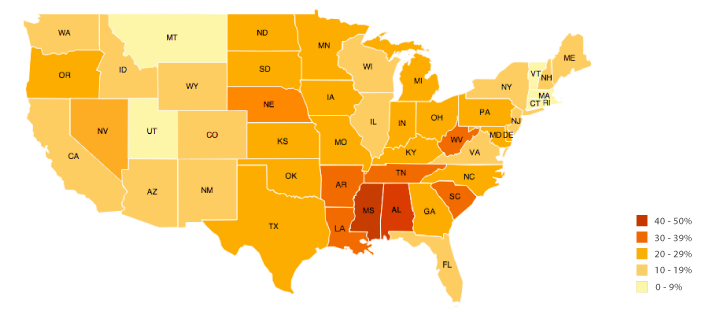 WA
MT
ND
MN
ME
OR
ID
SD
WI
VT
NH
WY
MI
NY
MA
CT RI
NE
IA
PA
NJ
NV
UT
CO
IL
IN
OH
MD DE
KS
MO
WV
VA
CA
KY
AZ
NM
OK
AR
TN
NC
SC
TX
LA
MS
AL
GA
FL
40 - 50%
30 - 39%
20 - 29%
10 - 19%
0 - 9%